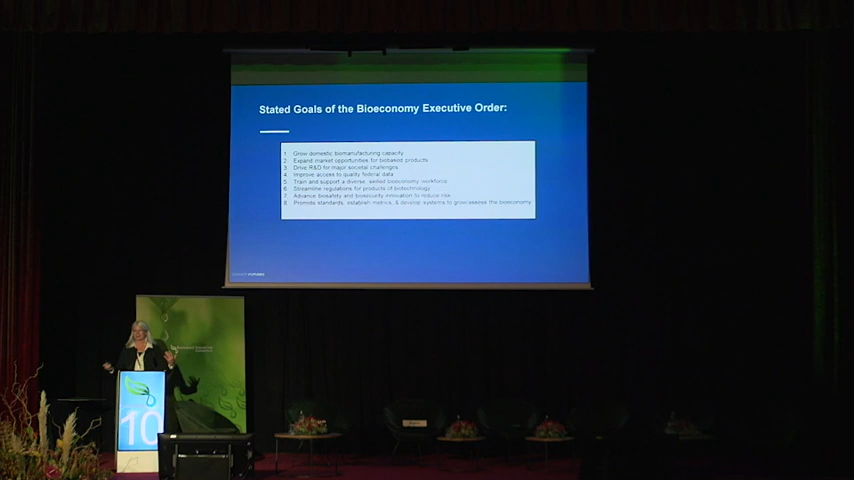 Stated Goals of the Bioeconomy Executive Order:
1 Grow domestic biomanufacturing capacity
2 Expand market opportunities for biobased products
3 Drive R&D for major societal challenges
4 Improve access to quality federal data
5 Train and support a diverse, skilled bioeconomy workforce
6 Streamline regulations for products of biotechnology
7 Advance biosafety and biosecurity innovation to reduce risk
8 Promote standards, establish metrics, & develop systems to grow/assess the bioeconomy
10